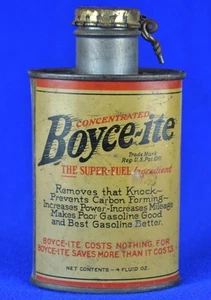 CONCENTRATED
Boyce-ite
Trade Mark
Reg. U.S. Pat. Off.
THE SUPER-FUEL Ingredient
Removes that Knock—
Prevents Carbon Forming—
Increases Power-Increases Mileage
Makes Poor Gasoline Good
and Best Gasoline Better.
BOYCE-ITE COSTS NOTHING, FOR
BOYCE-ITE SAVES MORE THAN IT COSTS.
NET CONTENTS—4 FLUID OZ.